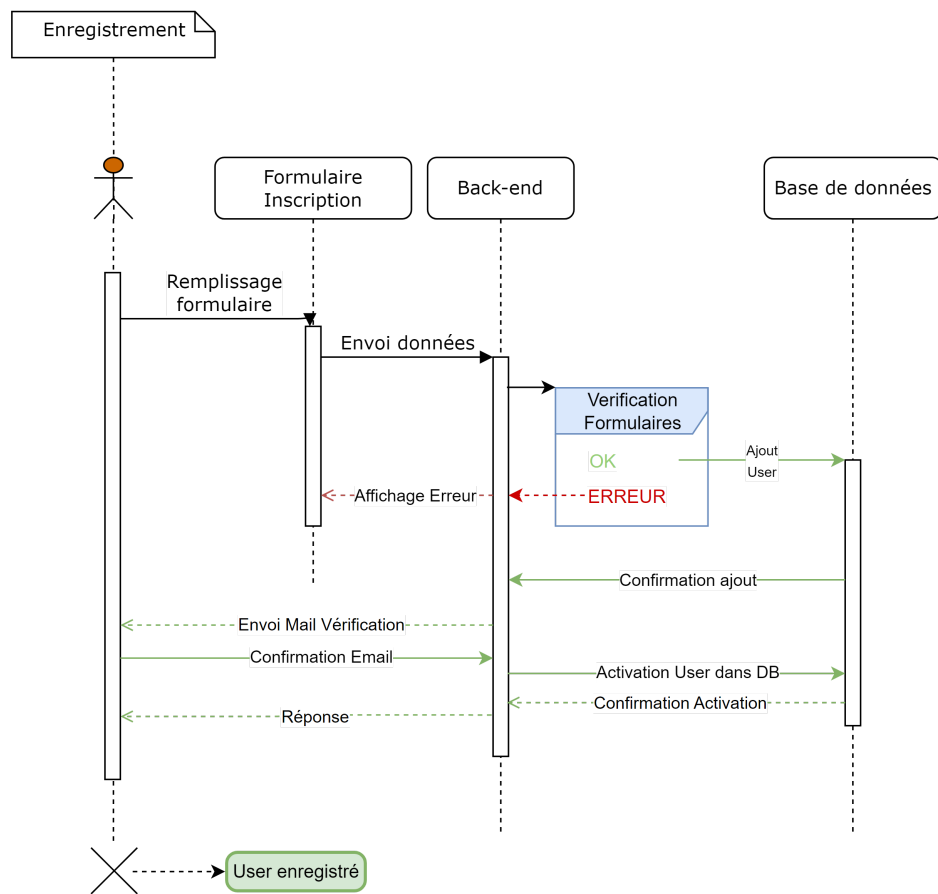 Enregistrement
Formulaire
Inscription
Back-end
Base de données
Remplissage
formulaire
Envoi données
Verification
Formulaires
OK
Ajout
User
Affichage Erreur
ERREUR
Confirmation ajout
Envoi Mail Vérification
Confirmation Email
Activation User dans DB
Confirmation Activation
Réponse
User enregistré